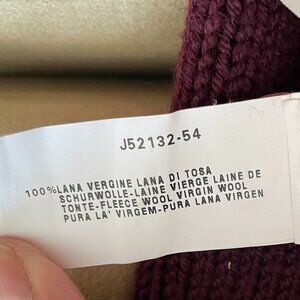 J52132-54
100%LANA VERGINE LANA DI TOSA
SCHURWOLLE-LAINE VIERGE LAINE DE
TONTE-FLEECE WOOL VIRGIN WOOL
PURA LA' VIRGEM-PURA LANA VIRGEN